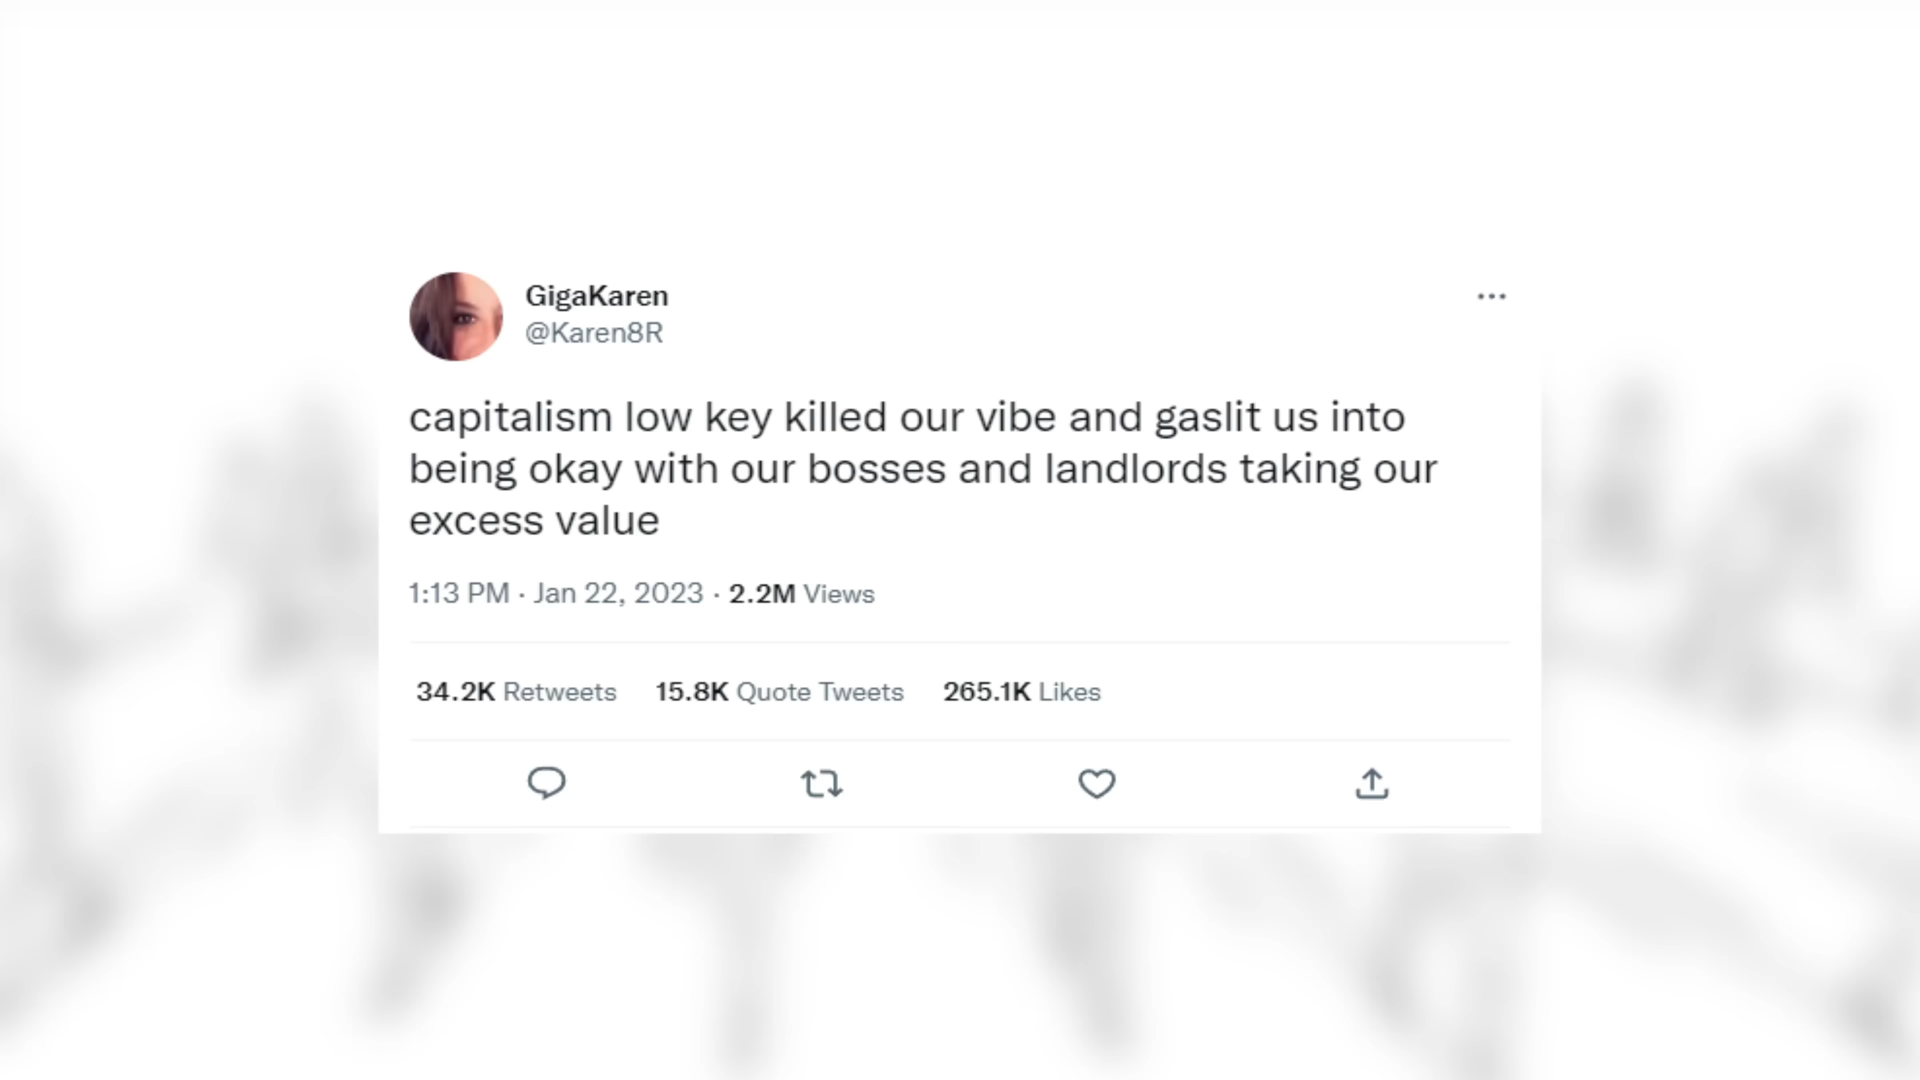 GigaKaren
@Karen8R
capitalism low key killed our vibe and gaslit us into
being okay with our bosses and landlords taking our
excess value
1:13 PM · Jan 22, 2023 · 2.2M Views
34.2K Retweets 15.8K Quote Tweets 265.1K Likes